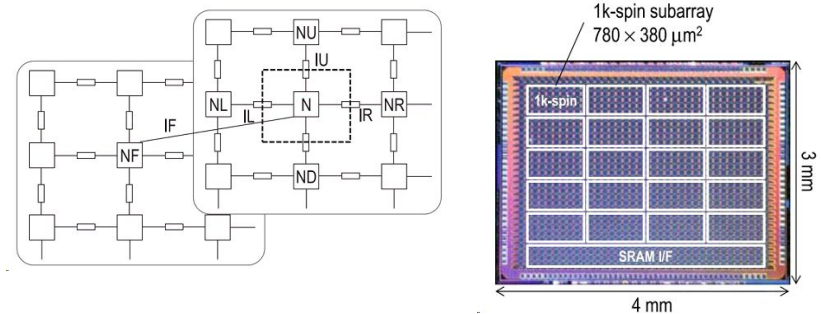 NU
IU
NL
N
NR
IL
IR
IF
NF
ND
1k-spin subarray
780 × 380 μm²
1k-spin
SRAM I/F
3 mm
4 mm